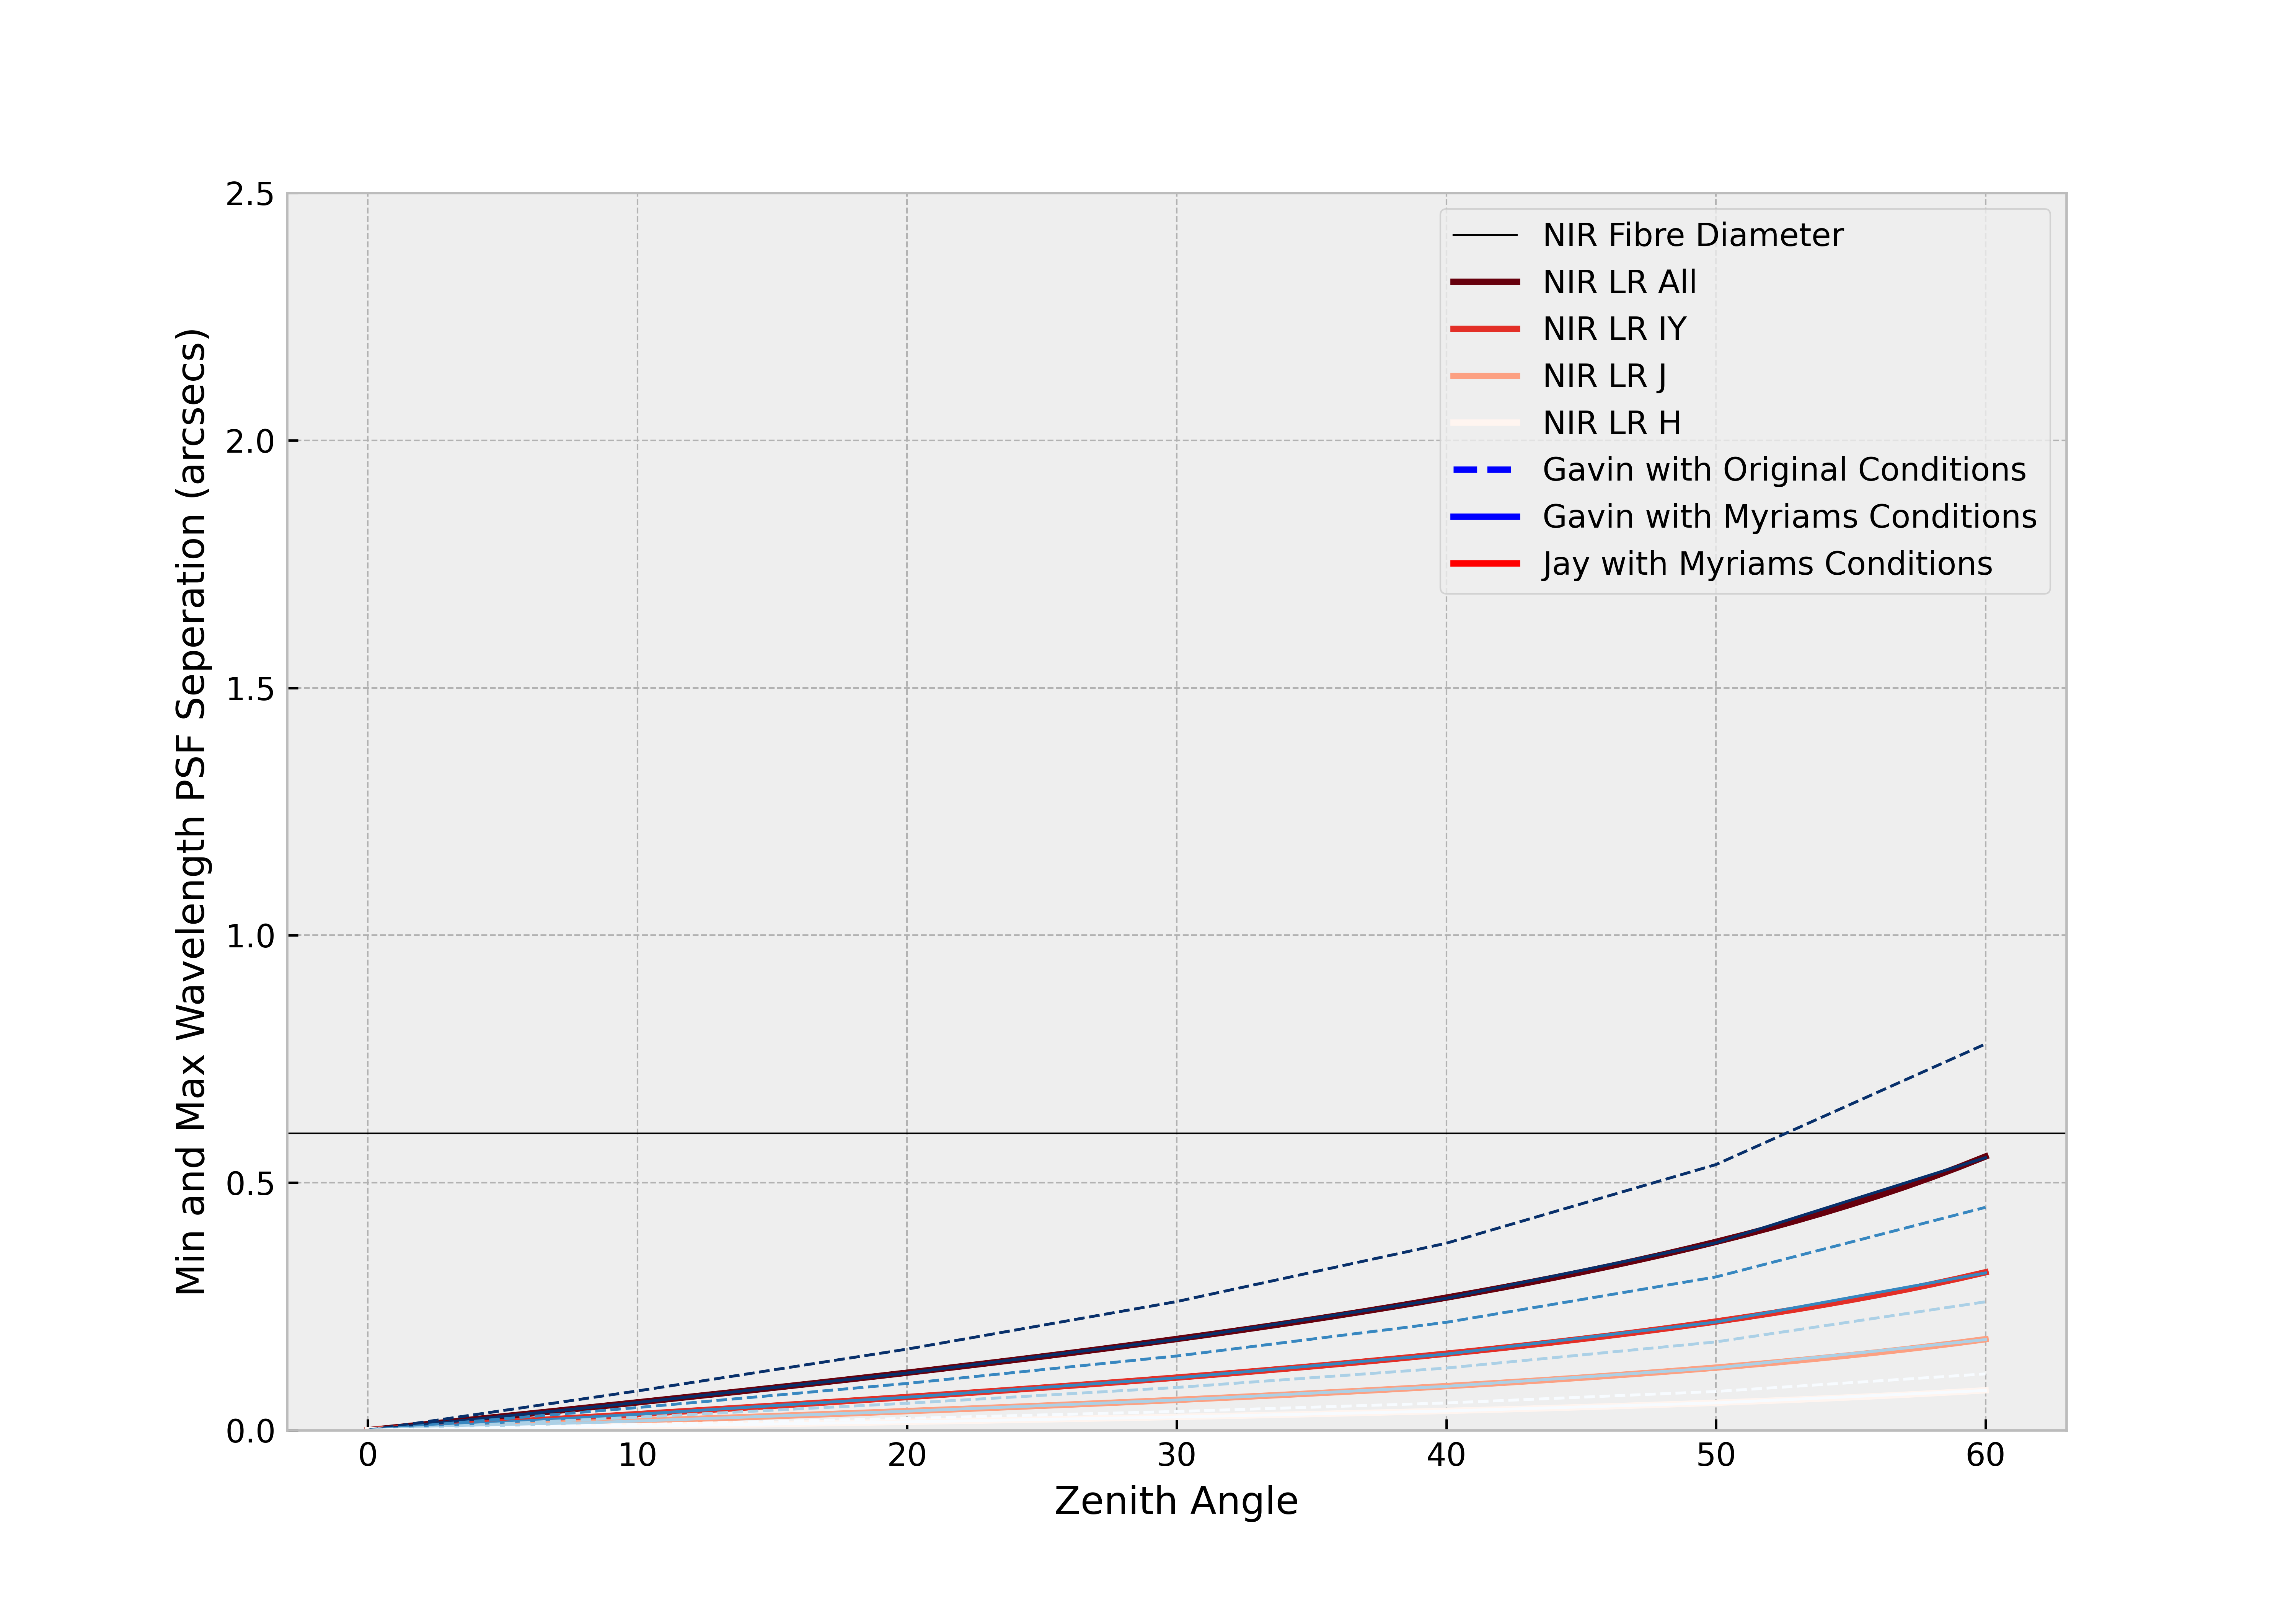 2.5
2.0
1.5
1.0
0.5
0.0
Min and Max Wavelength PSF Seperation (arcsecs)
NIR Fibre Diameter
NIR LR All
NIR LR IY
NIR LR J
NIR LR H
Gavin with Original Conditions
Gavin with Myriams Conditions
Jay with Myriams Conditions
0 10 20 30 40 50 60
Zenith Angle